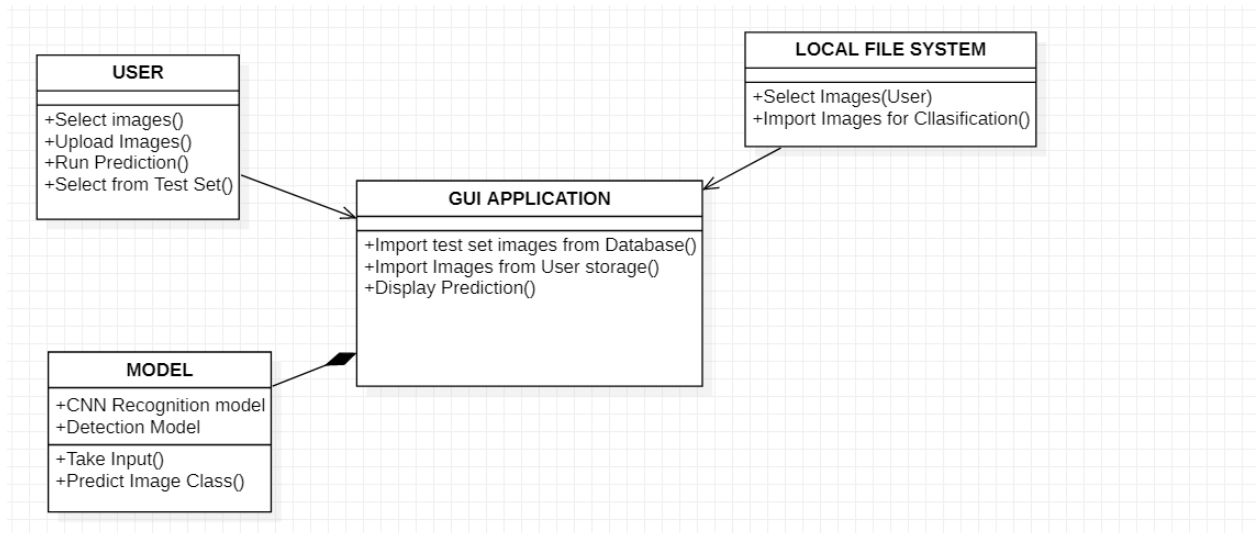 USER
+Select images()
+Upload Images()
+Run Prediction()
+Select from Test Set()
LOCAL FILE SYSTEM
+Select Images(User)
+Import Images for Cllasification()
GUI APPLICATION
+Import test set images from Database()
+Import Images from User storage()
+Display Prediction()
MODEL
+CNN Recognition model
+Detection Model
+Take Input()
+Predict Image Class()